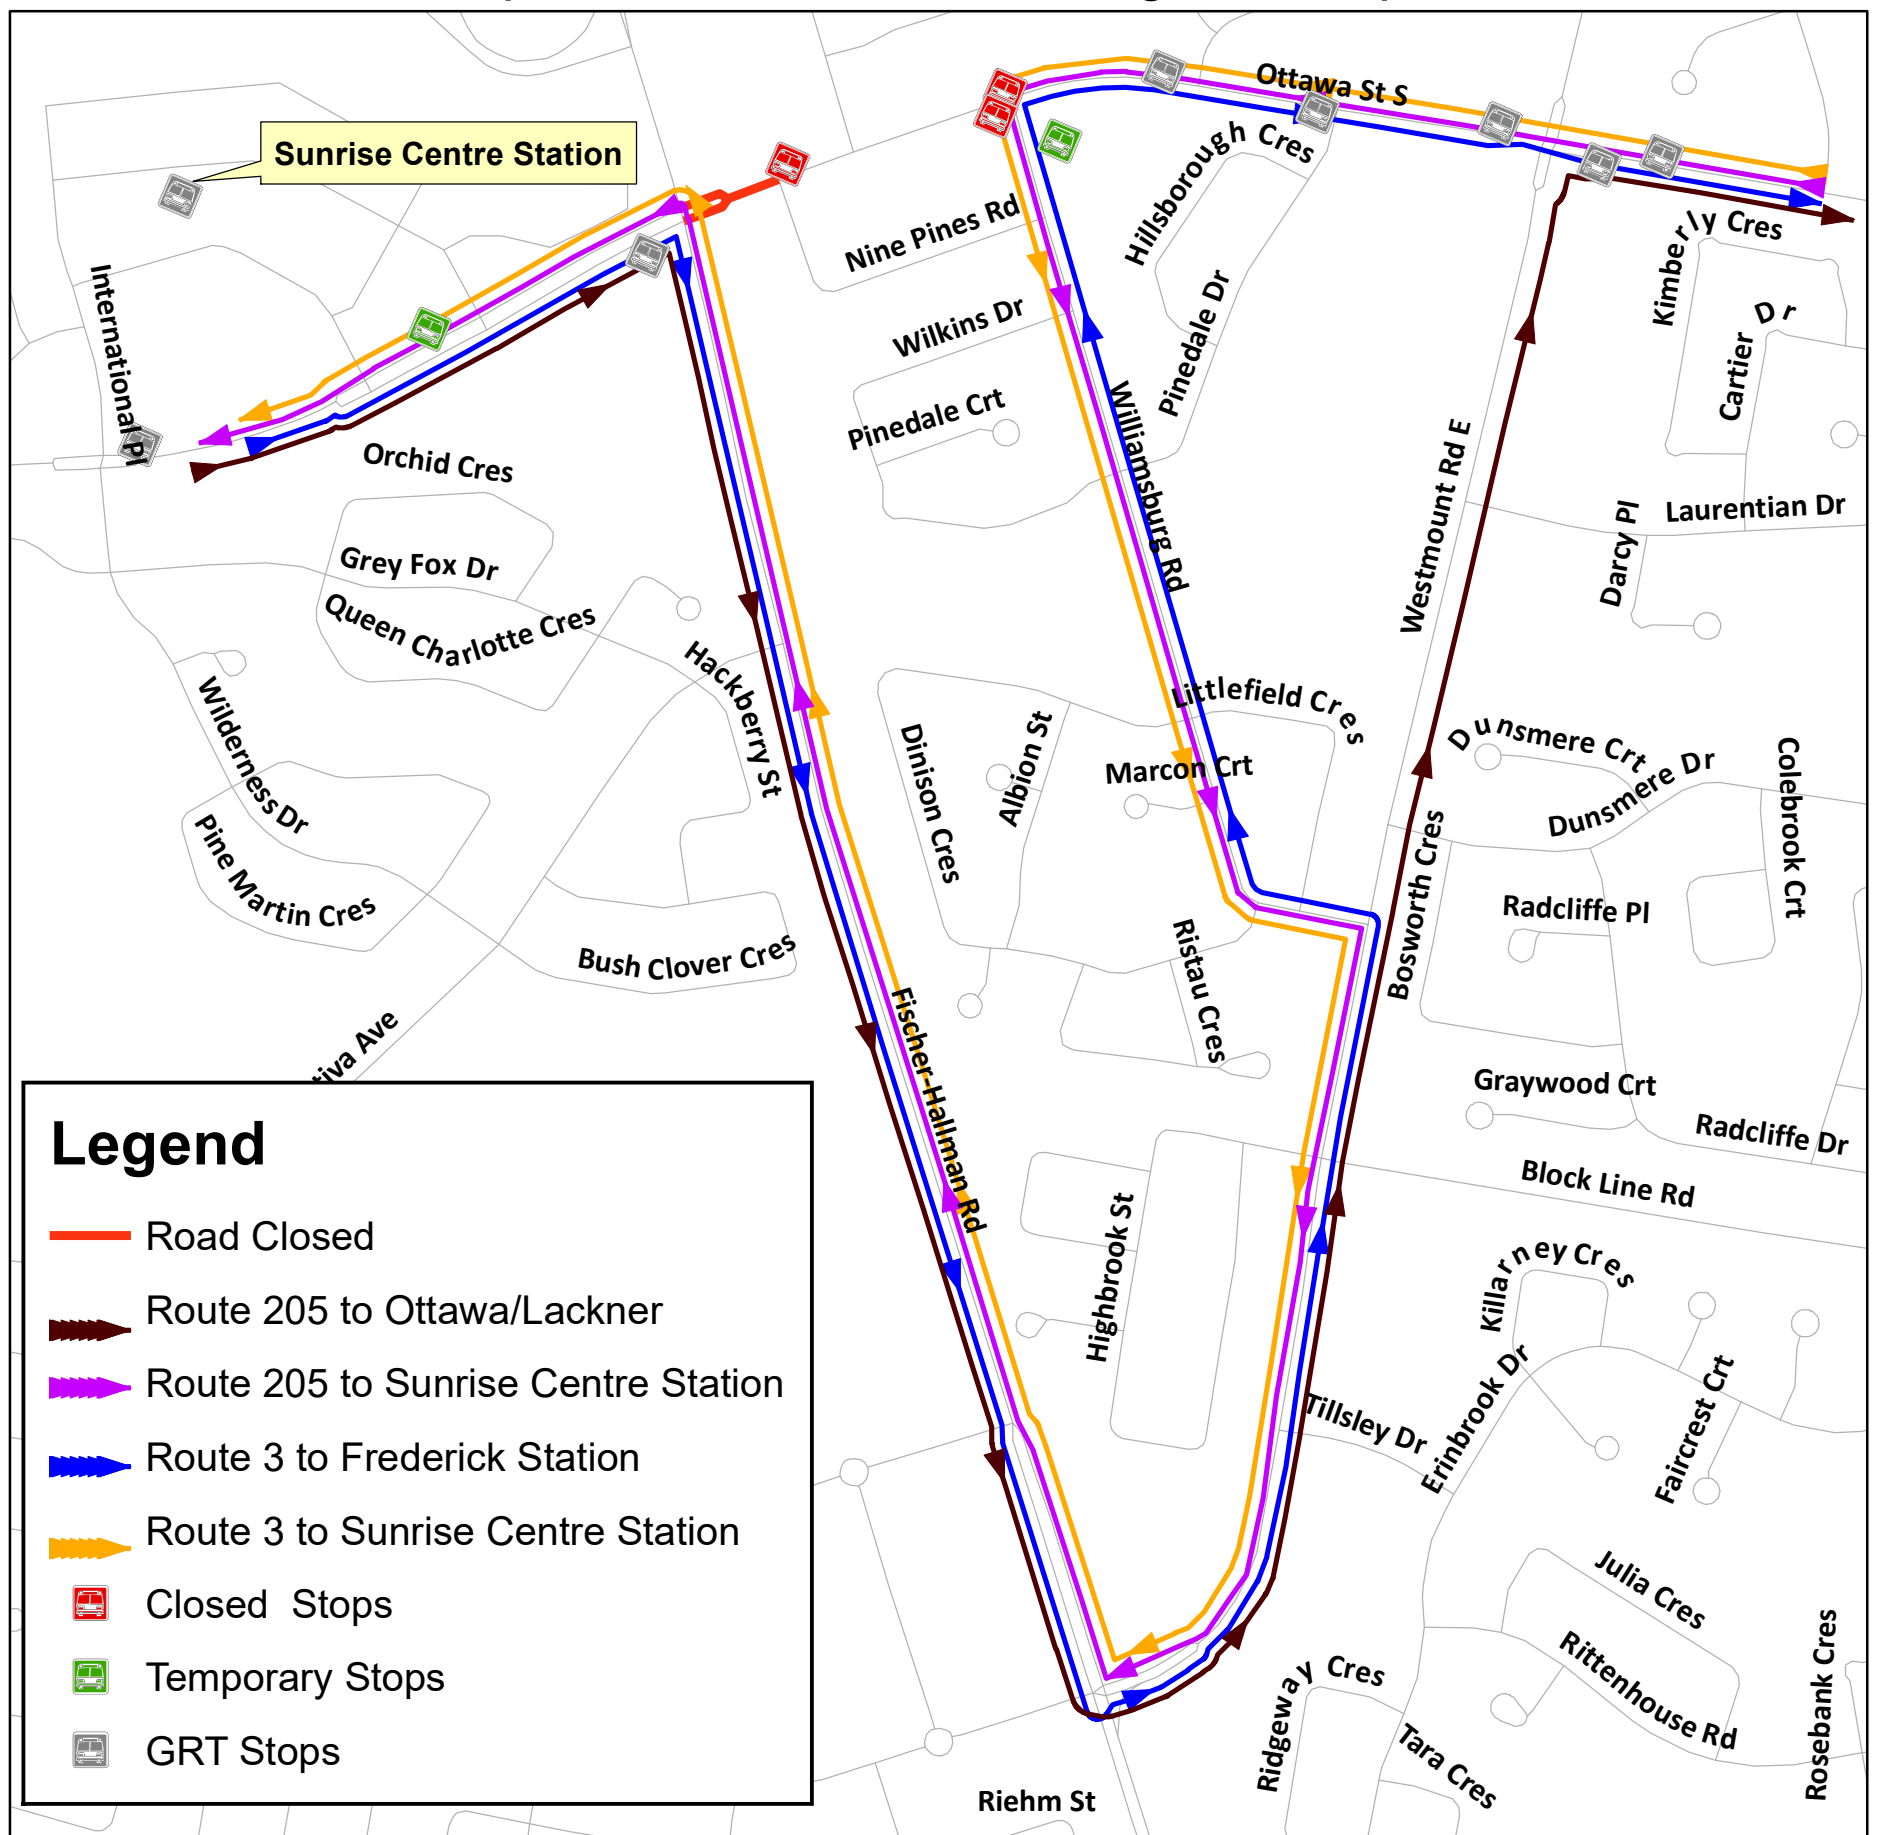 Ottawa St S
Sunrise Centre Station
Hillsborough Cres
Nine Pines Rd
Kimberly Cres
International Pl
Wilkins Dr
Pinedale Dr
Cartier Dr
Pinedale Crt
Williamsburg Rd
Orchid Cres
Westmount Rd E
Laurentian Dr
Darcy Pl
Grey Fox Dr
Queen Charlotte Cres
Hackberry St
Littlefield Cres
Wilderness Dr
Dinison Cres
Albion St
Marcon Crt
Dunsmere Crt
Dunsmere Dr
Colebrook Crt
Pine Martin Cres
Bosworth Cres
Radcliffe Pl
Bush Clover Cres
Ristau Cres
Fischer-Hallman Rd
tiva Ave
Graywood Crt
Radcliffe Dr
Block Line Rd
Highbrook St
Killarney Cres
Tillsley Dr
Erinbrook Dr
Faircrest Crt
Julia Cres
Rittenhouse Rd
Rosebank Cres
Ridgeway Cres
Tara Cres
Riehm St
Legend
Road Closed
Route 205 to Ottawa/Lackner
Route 205 to Sunrise Centre Station
Route 3 to Frederick Station
Route 3 to Sunrise Centre Station
Closed Stops
Temporary Stops
GRT Stops